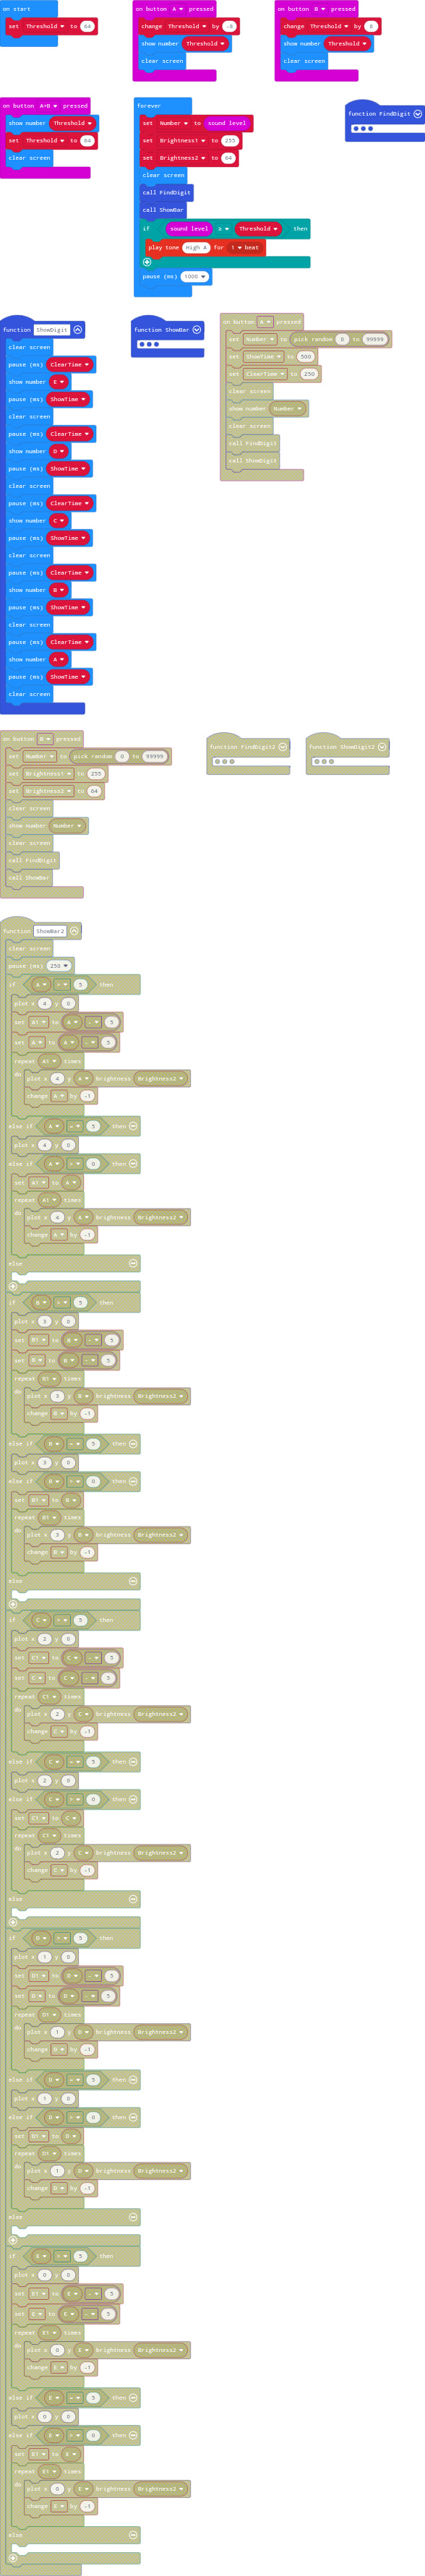 on start
set Threshold to 64
on button A pressed
change Threshold by -8
show number Threshold
clear screen
on button B pressed
change Threshold by 8
show number Threshold
clear screen
on button A+B pressed
show number Threshold
set Threshold to 64
clear screen
forever
set Number to sound level
set Brightness1 to 255
set Brightness2 to 64
clear screen
call FindDigit
call ShowBar
if sound level ≥ Threshold then
play tone High A for 1 beat
pause (ms) 1000
function FindDigit
function ShowDigit
clear screen
pause (ms) ClearTime
show number E
pause (ms) ShowTime
clear screen
pause (ms) ClearTime
show number D
pause (ms) ShowTime
clear screen
pause (ms) ClearTime
show number C
pause (ms) ShowTime
clear screen
pause (ms) ClearTime
show number B
pause (ms) ShowTime
clear screen
pause (ms) ClearTime
show number A
pause (ms) ShowTime
clear screen
function ShowBar
on button A pressed
set Number to pick random 0 to 99999
set ShowTime to 500
set ClearTime to 250
clear screen
show number Number
clear screen
call FindDigit
call ShowDigit
on button B pressed
set Number to pick random 0 to 99999
set Brightness1 to 255
set Brightness2 to 64
clear screen
show number Number
clear screen
call FindDigit
call ShowBar
function FindDigit2
function ShowDigit2
function ShowBar2
clear screen
pause (ms) 250
if A > 5 then
plot x 4 y 0
set A1 to A - 5
set A to A - 5
repeat A1 times
do plot x 4 y A brightness Brightness2
change A by -1
else if A = 5 then
plot x 4 y 0
else if A > 0 then
set A1 to A
repeat A1 times
do plot x 4 y A brightness Brightness2
change A by -1
else
if B > 5 then
plot x 3 y 0
set B1 to B - 5
set B to B - 5
repeat B1 times
do plot x 3 y B brightness Brightness2
change B by -1
else if B = 5 then
plot x 3 y 0
else if B > 0 then
set B1 to B
repeat B1 times
do plot x 3 y B brightness Brightness2
change B by -1
else
if C > 5 then
plot x 2 y 0
set C1 to C - 5
set C to C - 5
repeat C1 times
do plot x 2 y C brightness Brightness2
change C by -1
else if C = 5 then
plot x 2 y 0
else if C > 0 then
set C1 to C
repeat C1 times
do plot x 2 y C brightness Brightness2
change C by -1
else
if D > 5 then
plot x 1 y 0
set D1 to D - 5
set D to D - 5
repeat D1 times
do plot x 1 y D brightness Brightness2
change D by -1
else if D = 5 then
plot x 1 y 0
else if D > 0 then
set D1 to D
repeat D1 times
do plot x 1 y D brightness Brightness2
change D by -1
else
if E > 5 then
plot x 0 y 0
set E1 to E - 5
set E to E - 5
repeat E1 times
do plot x 0 y E brightness Brightness2
change E by -1
else if E = 5 then
plot x 0 y 0
else if E > 0 then
set E1 to E
repeat E1 times
do plot x 0 y E brightness Brightness2
change E by -1
else